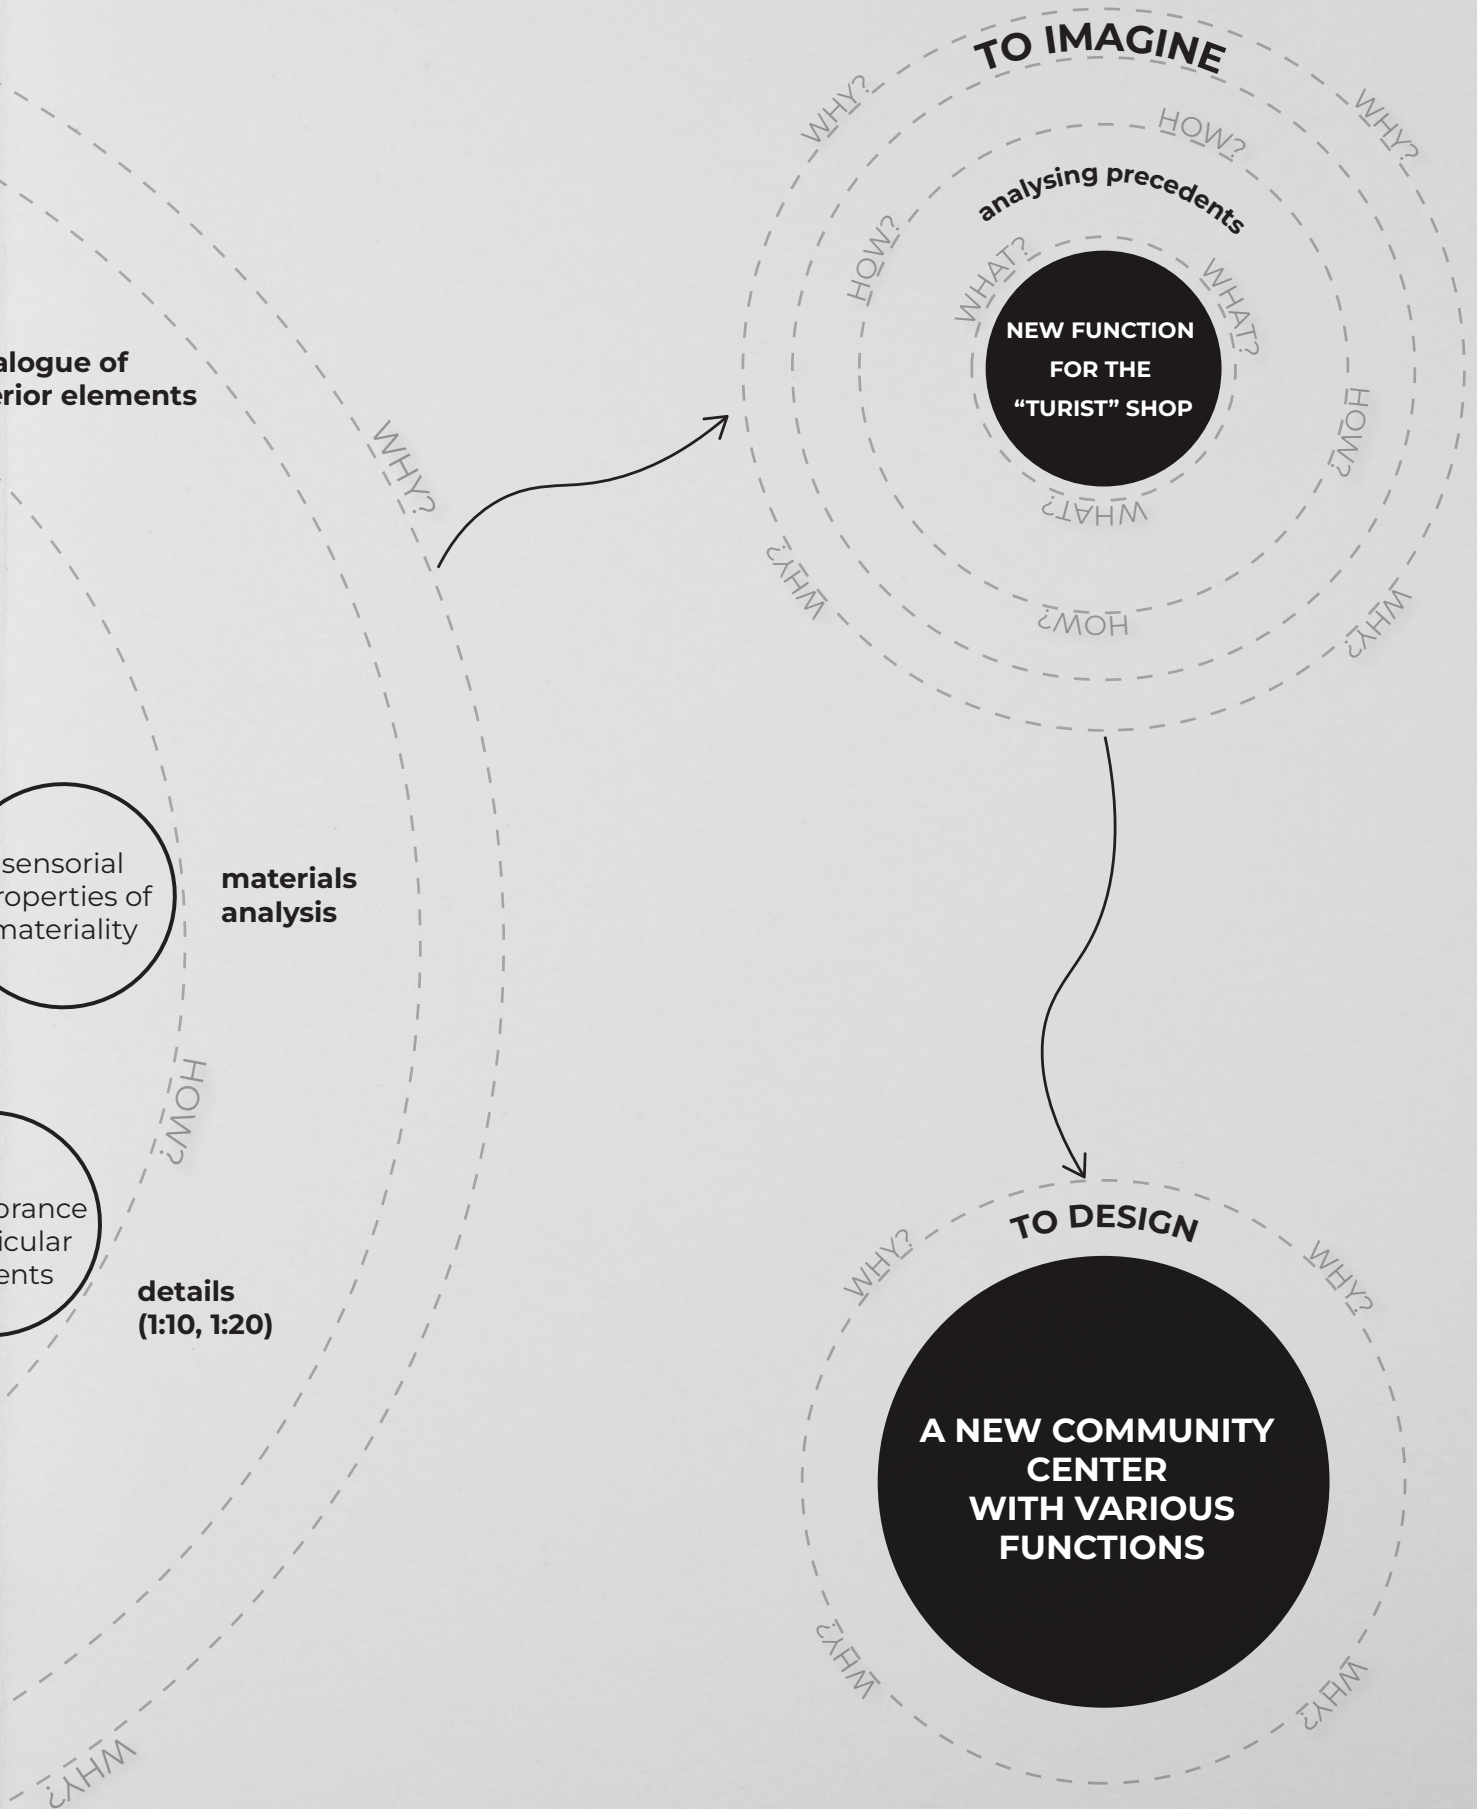 alogue of
erior elements
WHY?
sensorial
roperties of
materiality
materials
analysis
HOW?
orance
icular
ents
details
(1:10, 1:20)
WHY?
TO IMAGINE
WHY?
WHY?
HOW?
analysing precedents
HOW?
WHAT?
WHAT?
NEW FUNCTION
FOR THE
“TURIST” SHOP
HOW?
WHAT?
WHY?
HOW?
WHY?
TO DESIGN
WHY?
WHY?
A NEW COMMUNITY
CENTER
WITH VARIOUS
FUNCTIONS
WHY?
WHY?